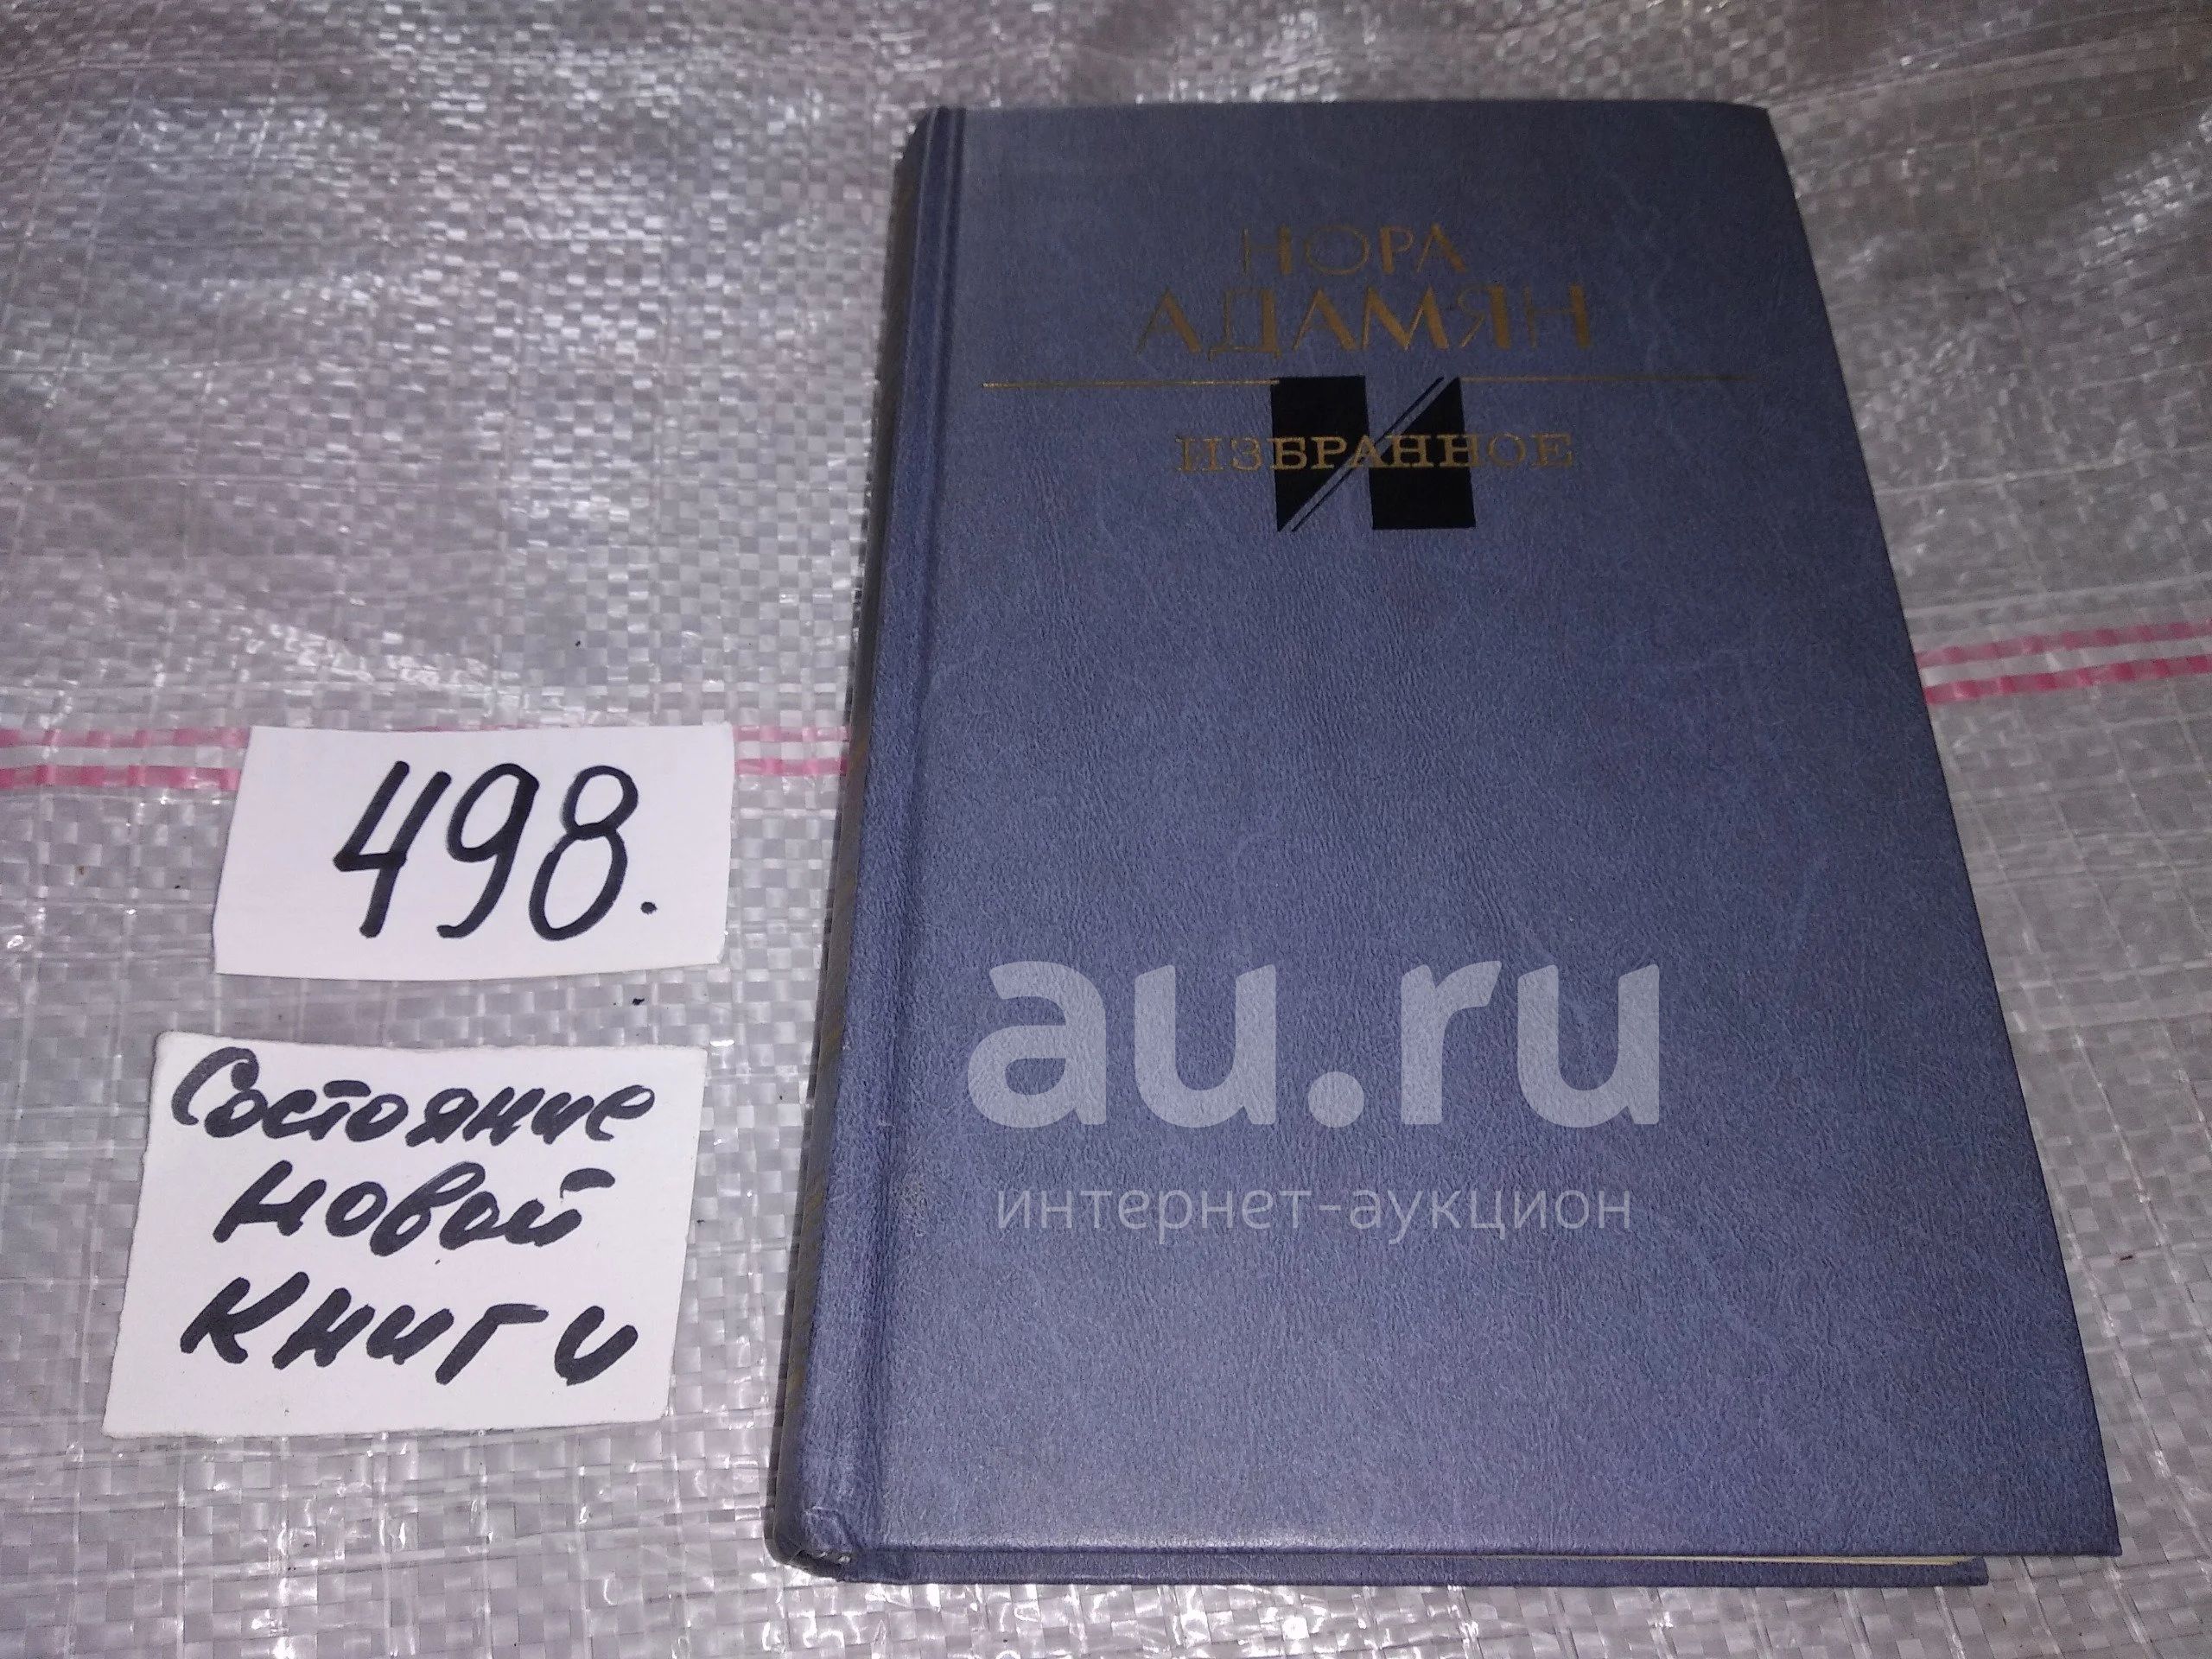 НОРА
АДАМЯН
ИЗБРАННОЕ
498.
Состояние
новой
книги
au.ru
интернет-аукцион